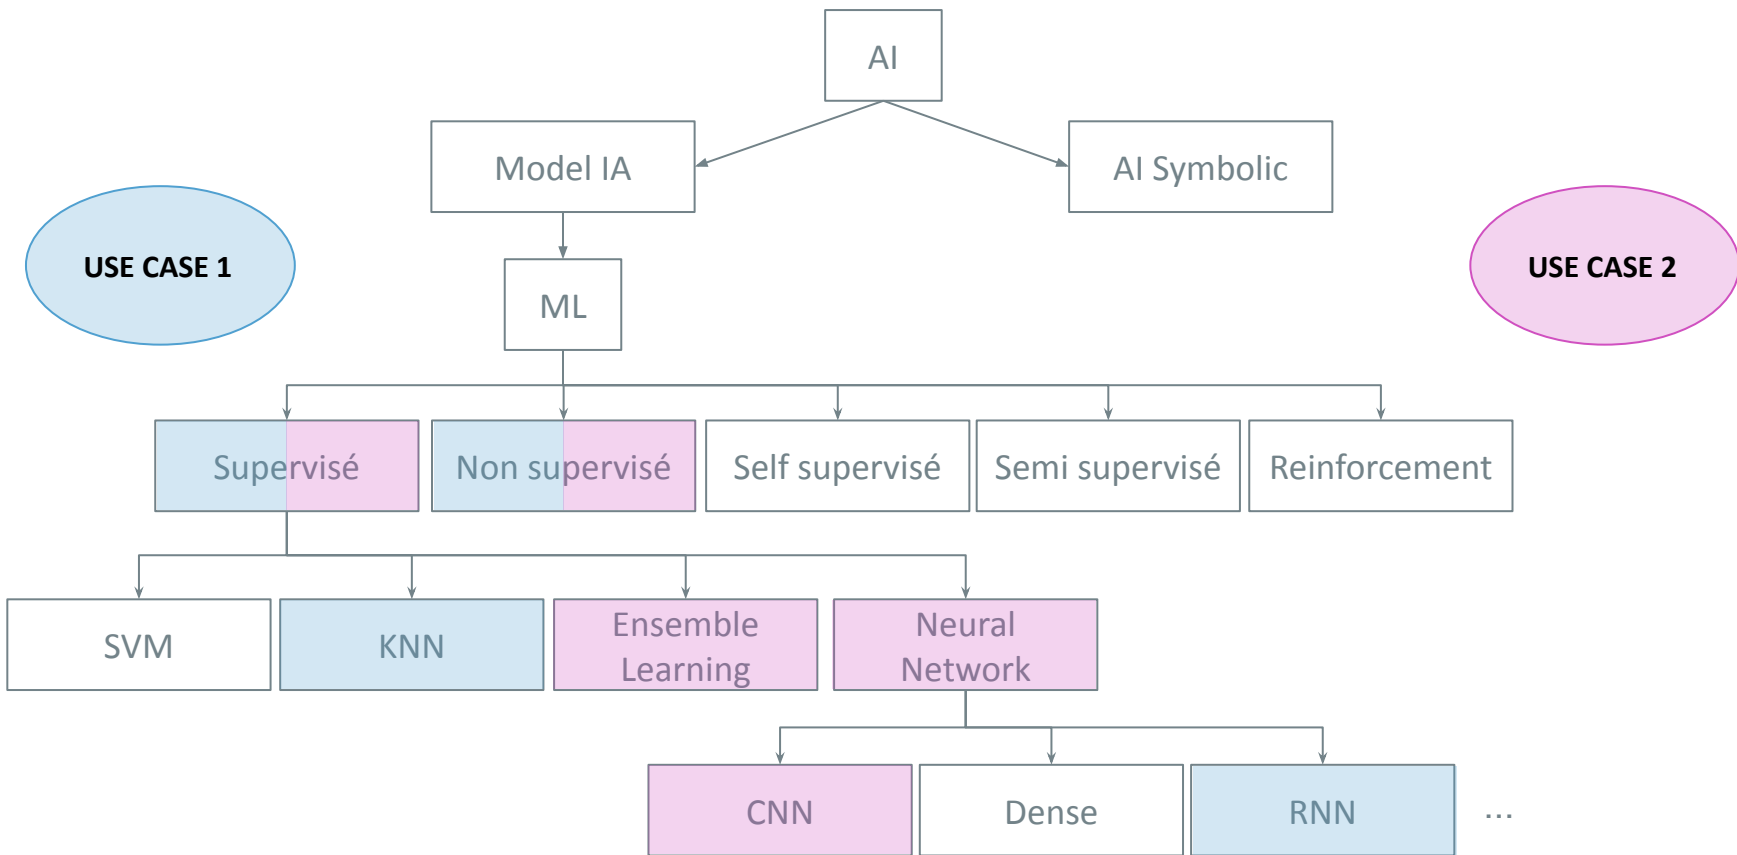 AI
Model IA
AI Symbolic
USE CASE 1
USE CASE 2
ML
Supervisé
Non supervisé
Self supervisé
Semi supervisé
Reinforcement
SVM
KNN
Ensemble
Learning
Neural
Network
CNN
Dense
RNN
...